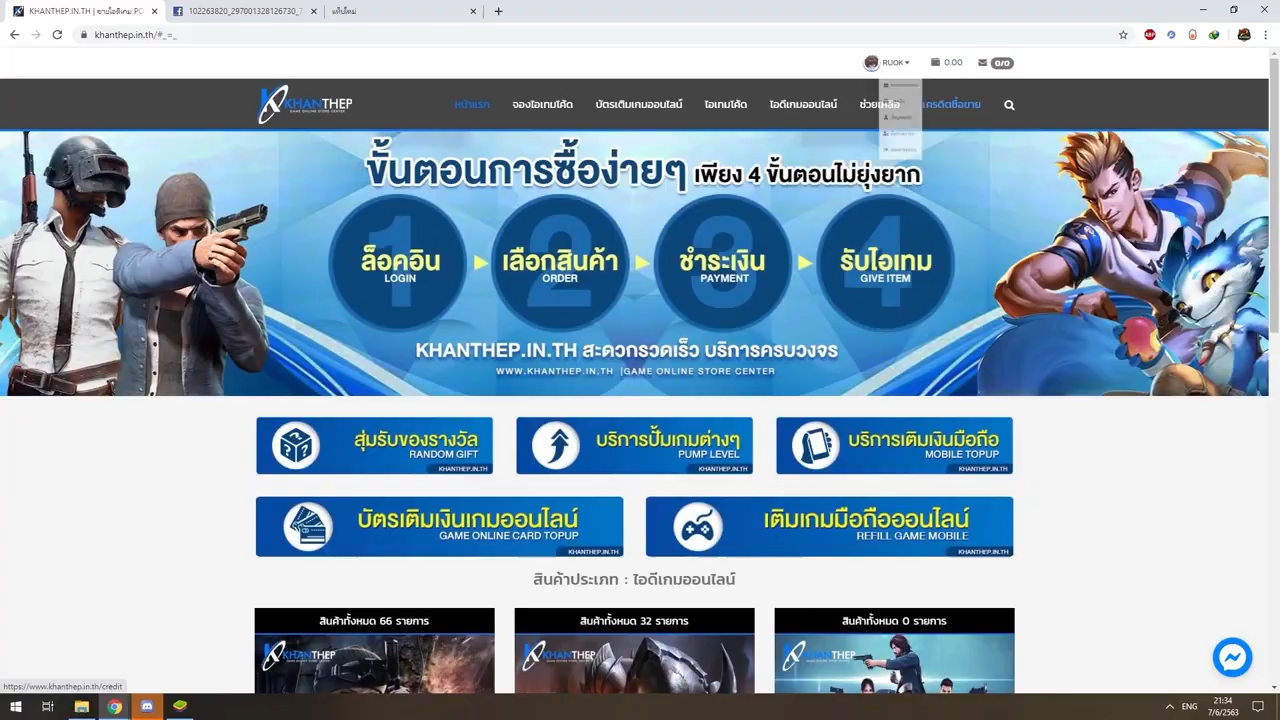 KHANTHEP.IN.TH | ขายไอดีเกม PO
102263820_297001328126730_7
แท็บใหม่
khanthep.in.th/#_=_
RUOK
0.00
0/0
KHANTHEP
GAME ONLINE STORE CENTER
หน้าแรก
จองไอเทมโค้ด
บัตรเติมเกมออนไลน์
ไอเทมโค้ด
ไอดีเกมออนไลน์
ช่วยเหลือ
เครดิตซื้อขาย
ขั้นตอนการซื้อง่ายๆ เพียง 4 ขั้นตอนไม่ยุ่งยาก
1 2 3 4
ล็อคอิน เลือกสินค้า ชำระเงิน รับไอเทม
LOGIN ORDER PAYMENT GIVE ITEM
KHANTHEP.IN.TH สะดวกรวดเร็ว บริการครบวงจร
WWW.KHANTHEP.IN.TH |GAME ONLINE STORE CENTER
สุ่มรับของรางวัล
RANDOM GIFT
KHANTHEP.IN.TH
บริการปั้มเกมต่างๆ
PUMP LEVEL
KHANTHEP.IN.TH
บริการเติมเงินมือถือ
MOBILE TOPUP
KHANTHEP.IN.TH
บัตรเติมเงินเกมออนไลน์
GAME ONLINE CARD TOPUP
KHANTHEP.IN.TH
เติมเกมมือถือออนไลน์
REFILL GAME MOBILE
KHANTHEP.IN.TH
สินค้าประเภท : ไอดีเกมออนไลน์
สินค้าทั้งหมด 66 รายการ
สินค้าทั้งหมด 32 รายการ
สินค้าทั้งหมด 0 รายการ
KHANTHEP
KHANTHEP
KHANTHEP
https://www.khanthep.in.th/credit
ENG
21:34
7/6/2563